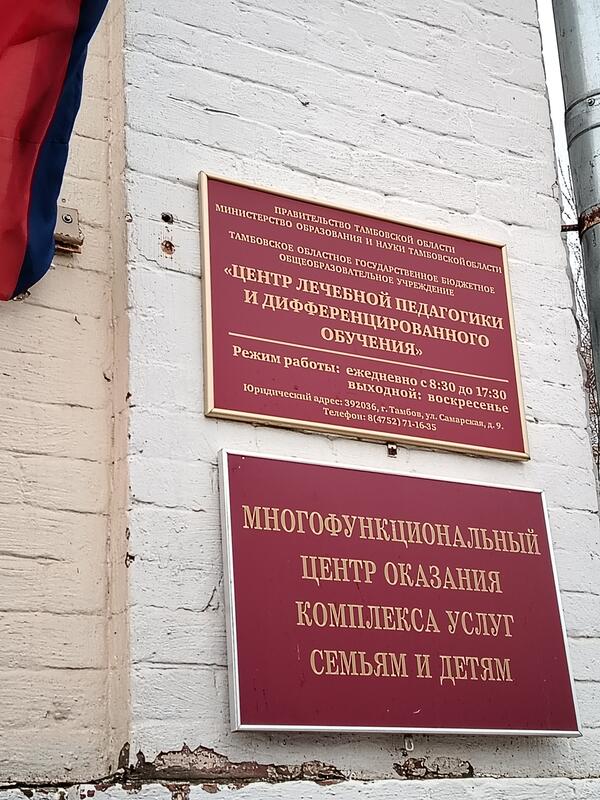 ПРАВИТЕЛЬСТВО ТАМБОВСКОЙ ОБЛАСТИ
МИНИСТЕРСТВО ОБРАЗОВАНИЯ И НАУКИ ТАМБОВСКОЙ ОБЛАСТИ
ТАМБОВСКОЕ ОБЛАСТНОЕ ГОСУДАРСТВЕННОЕ БЮДЖЕТНОЕ
ОБЩЕОБРАЗОВАТЕЛЬНОЕ УЧРЕЖДЕНИЕ
«ЦЕНТР ЛЕЧЕБНОЙ ПЕДАГОГИКИ
И ДИФФЕРЕНЦИРОВАННОГО
ОБУЧЕНИЯ»
Режим работы: ежедневно с 8:30 до 17:30
выходной: воскресенье
Юридический адрес: 392036, г. Тамбов, ул. Самарская, д. 9.
Телефон: 8(4752) 71-16-35
МНОГОФУНКЦИОНАЛЬНЫЙ
ЦЕНТР ОКАЗАНИЯ
КОМПЛЕКСА УСЛУГ
СЕМЬЯМ И ДЕТЯМ